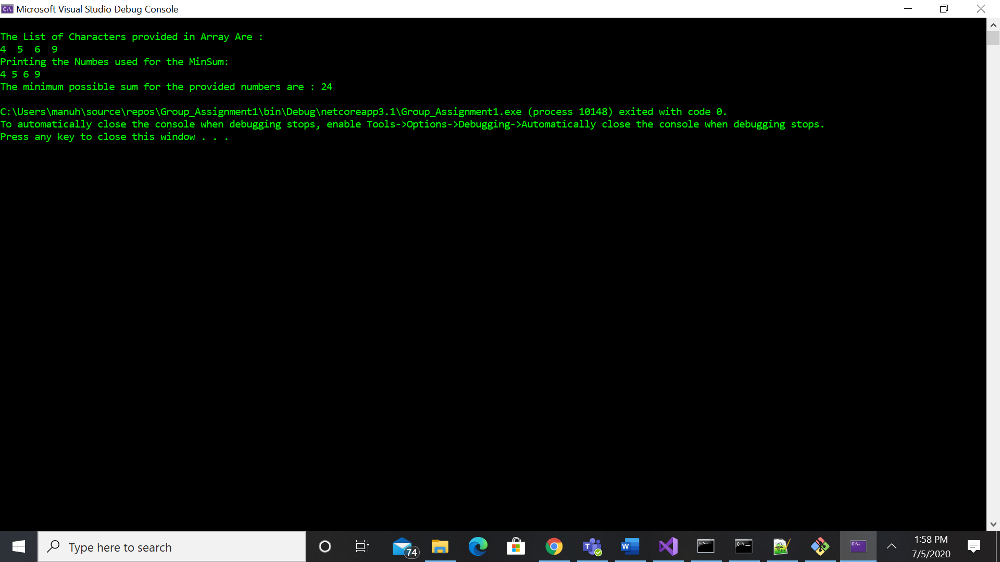 Microsoft Visual Studio Debug Console
The List of Characters provided in Array Are :
4  5  6  9
Printing the Numbes used for the MinSum:
4 5 6 9
The minimum possible sum for the provided numbers are : 24
C:\Users\manuh\source\repos\Group_Assignment1\bin\Debug\netcoreapp3.1\Group_Assignment1.exe (process 10148) exited with code 0.
To automatically close the console when debugging stops, enable Tools->Options->Debugging->Automatically close the console when debugging stops.
Press any key to close this window . . .
Type here to search
74
1:58 PM
7/5/2020